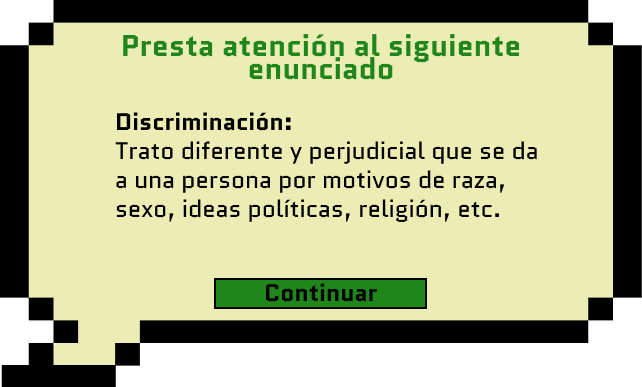 Presta atención al siguiente
enunciado
Discriminación:
Trato diferente y perjudicial que se da
a una persona por motivos de raza,
sexo, ideas políticas, religión, etc.
Continuar